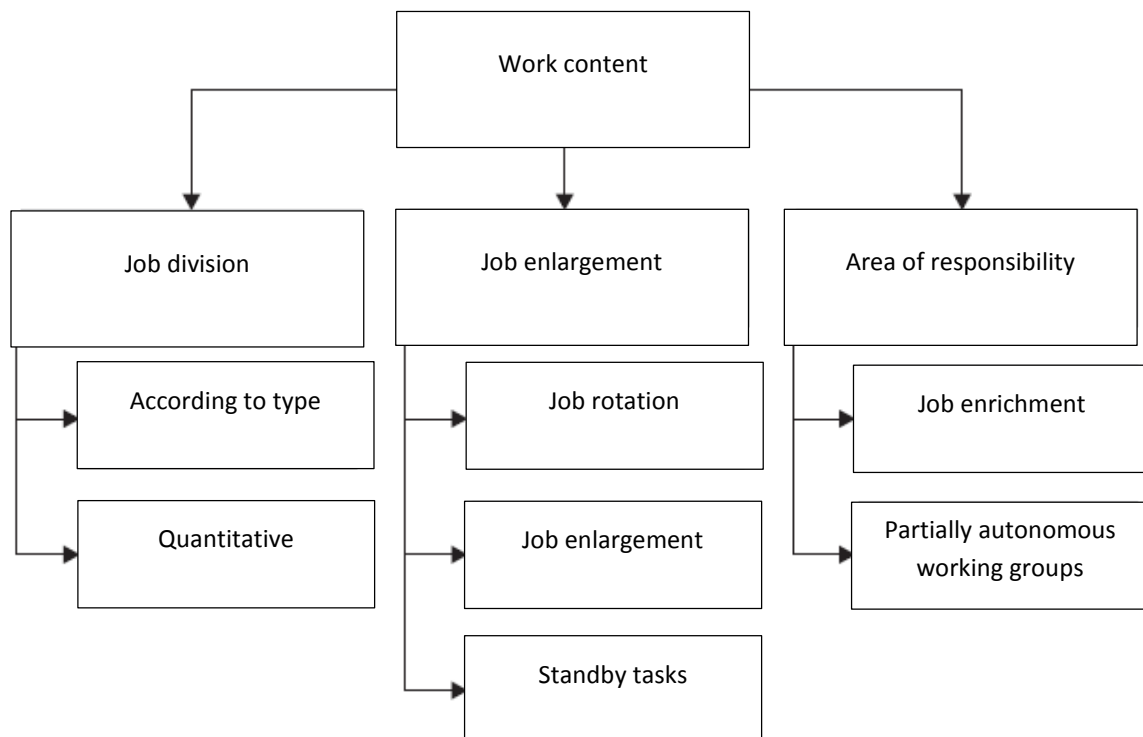 Work content
Job division
Job enlargement
Area of responsibility
According to type
Job rotation
Job enrichment
Quantitative
Job enlargement
Partially autonomous
working groups
Standby tasks